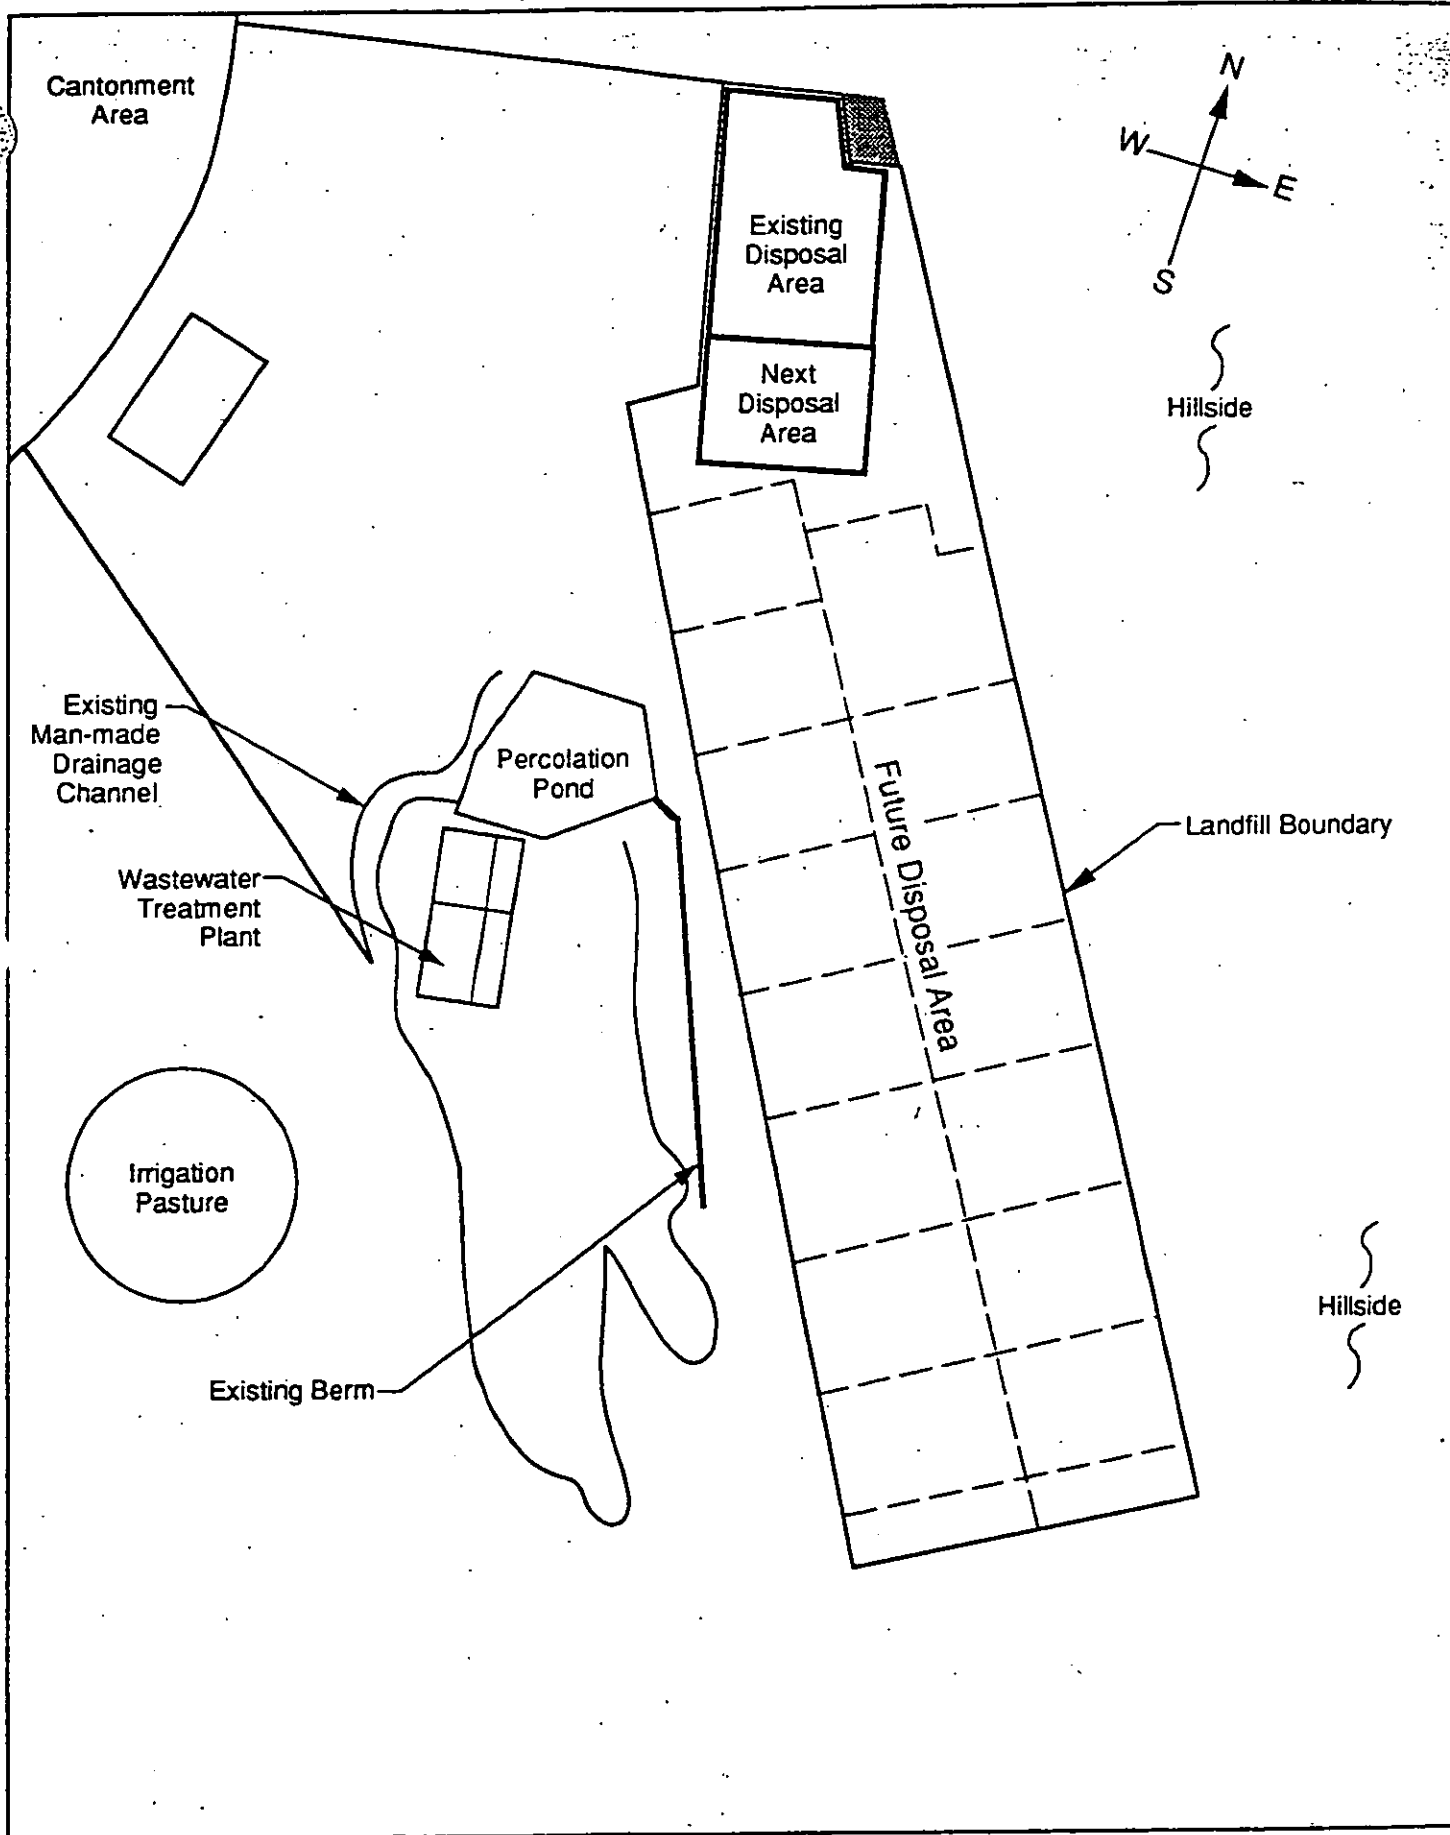 Cantonment
Area
N
W
E
S
Existing
Disposal
Area
Next
Disposal
Area
Hillside
Existing
Man-made
Drainage
Channel
Percolation
Pond
Future Disposal Area
Landfill Boundary
Wastewater
Treatment
Plant
Irrigation
Pasture
Hillside
Existing Berm